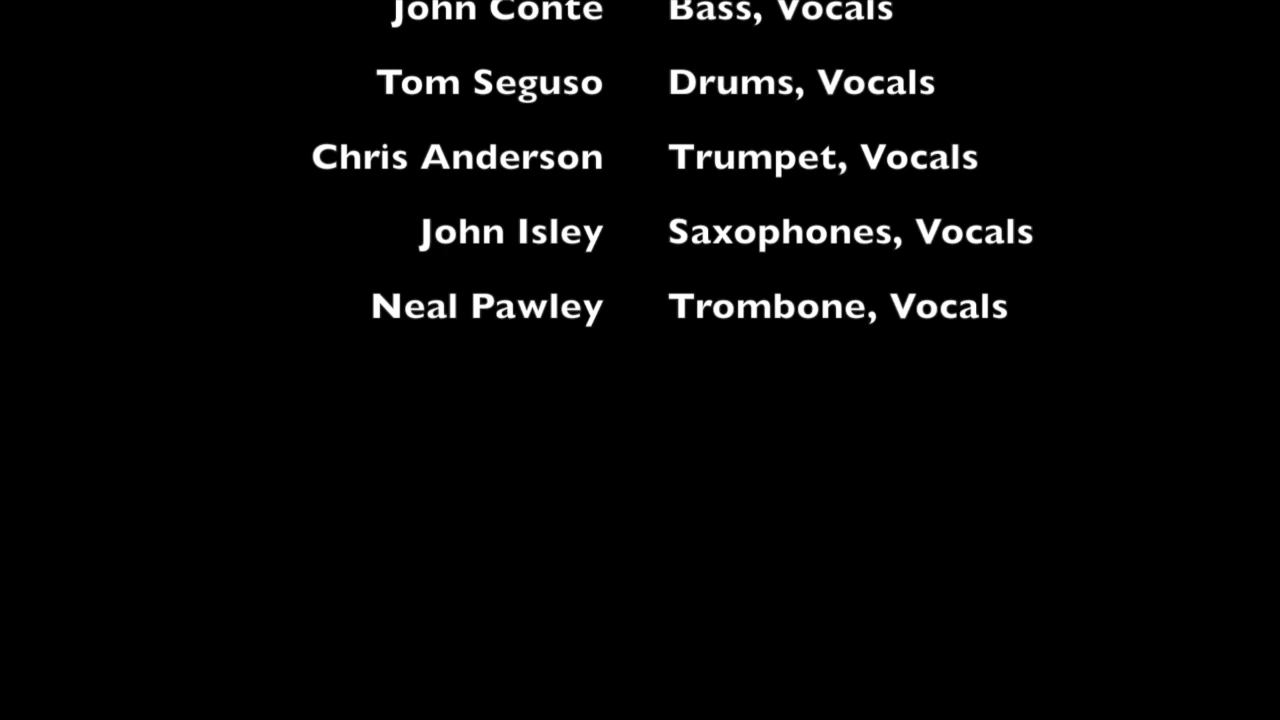 John Conte Bass, Vocals
Tom Seguso Drums, Vocals
Chris Anderson Trumpet, Vocals
John Isley Saxophones, Vocals
Neal Pawley Trombone, Vocals